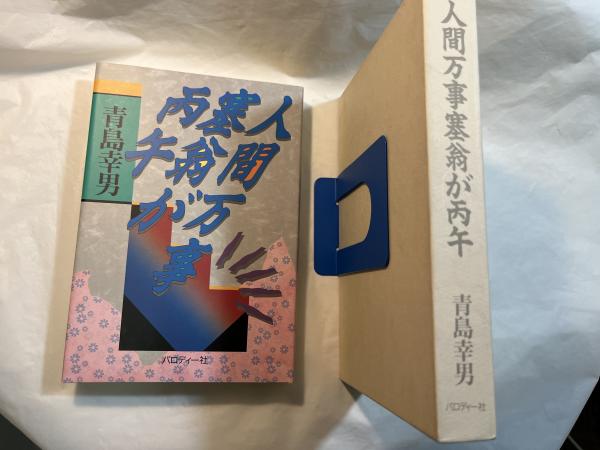 人間万事
塞翁が
丙午
青島幸男
パロディー社
人間万事塞翁が丙午
青島幸男
パロディー社